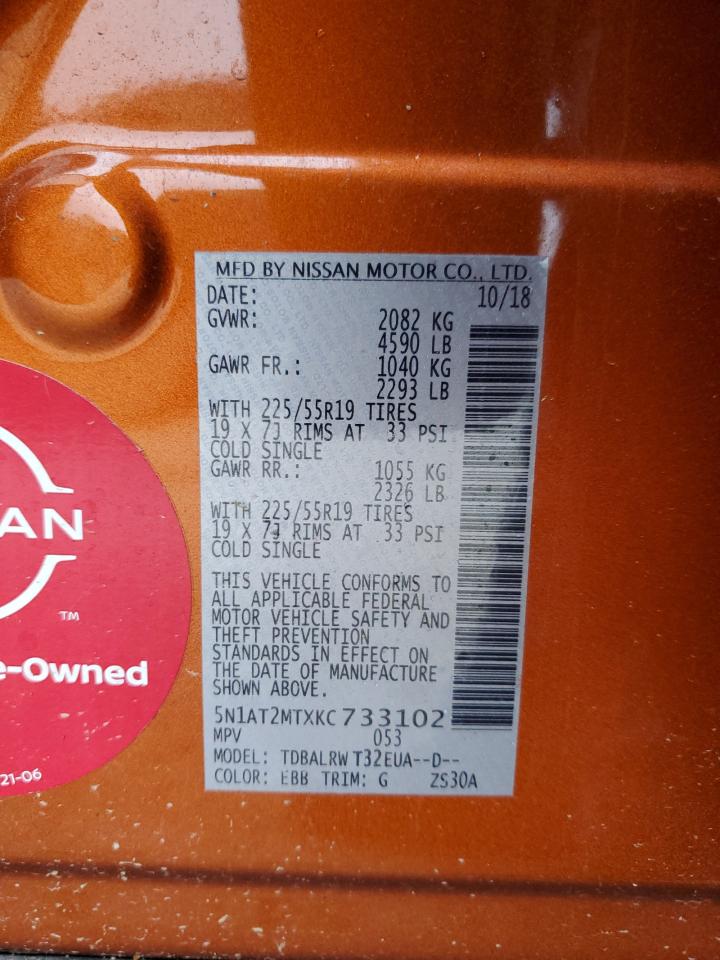 MFD BY NISSAN MOTOR CO., LTD.
DATE: 10/18
GVWR: 2082 KG
4590 LB
GAWR FR.: 1040 KG
2293 LB
WITH 225/55R19 TIRES
19 X 7J RIMS AT 33 PSI
COLD SINGLE
GAWR RR.: 1055 KG
2326 LB
WITH 225/55R19 TIRES
19 X 7J RIMS AT 33 PSI
COLD SINGLE
THIS VEHICLE CONFORMS TO
ALL APPLICABLE FEDERAL
MOTOR VEHICLE SAFETY AND
THEFT PREVENTION
STANDARDS IN EFFECT ON
THE DATE OF MANUFACTURE
SHOWN ABOVE.
5N1AT2MTXKC733102
MPV 053
MODEL: TDBALRW T32EUA--D--
COLOR: EBB TRIM: G ZS30A
AN
TM
e-Owned
21-06